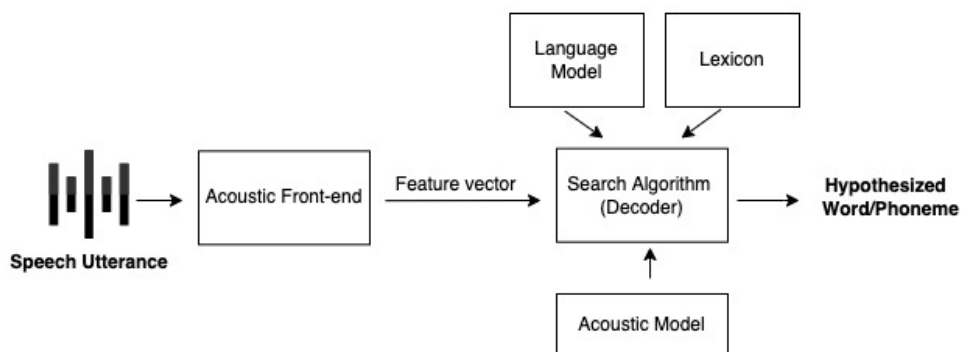 Language
Model
Lexicon
Speech Utterance
Acoustic Front-end
Feature vector
Search Algorithm
(Decoder)
Hypothesized
Word/Phoneme
Acoustic Model